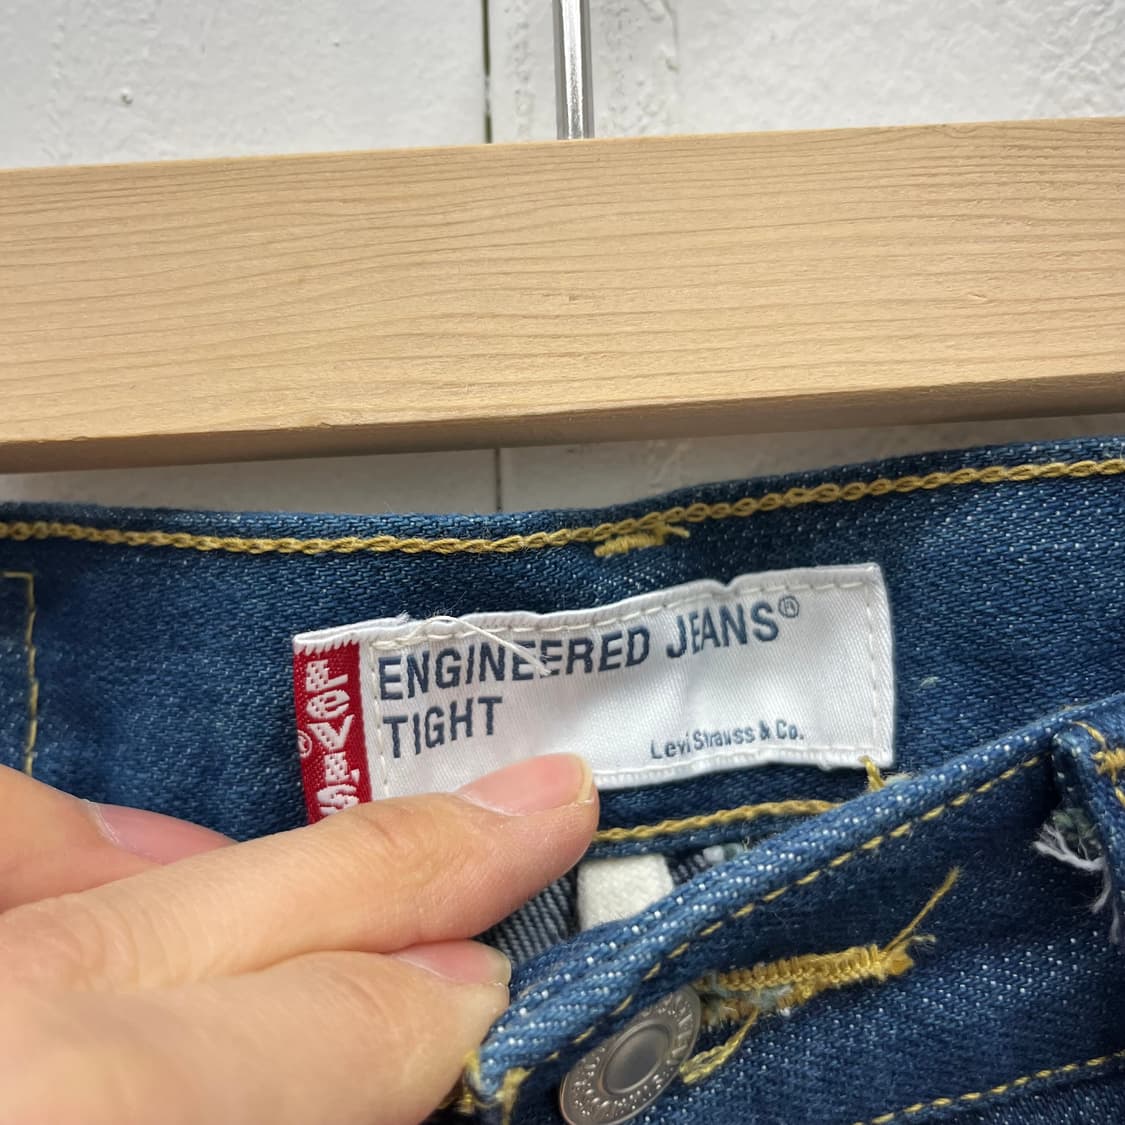 LEVI'S®
ENGINEERED JEANS®
TIGHT
Levi Strauss & Co.